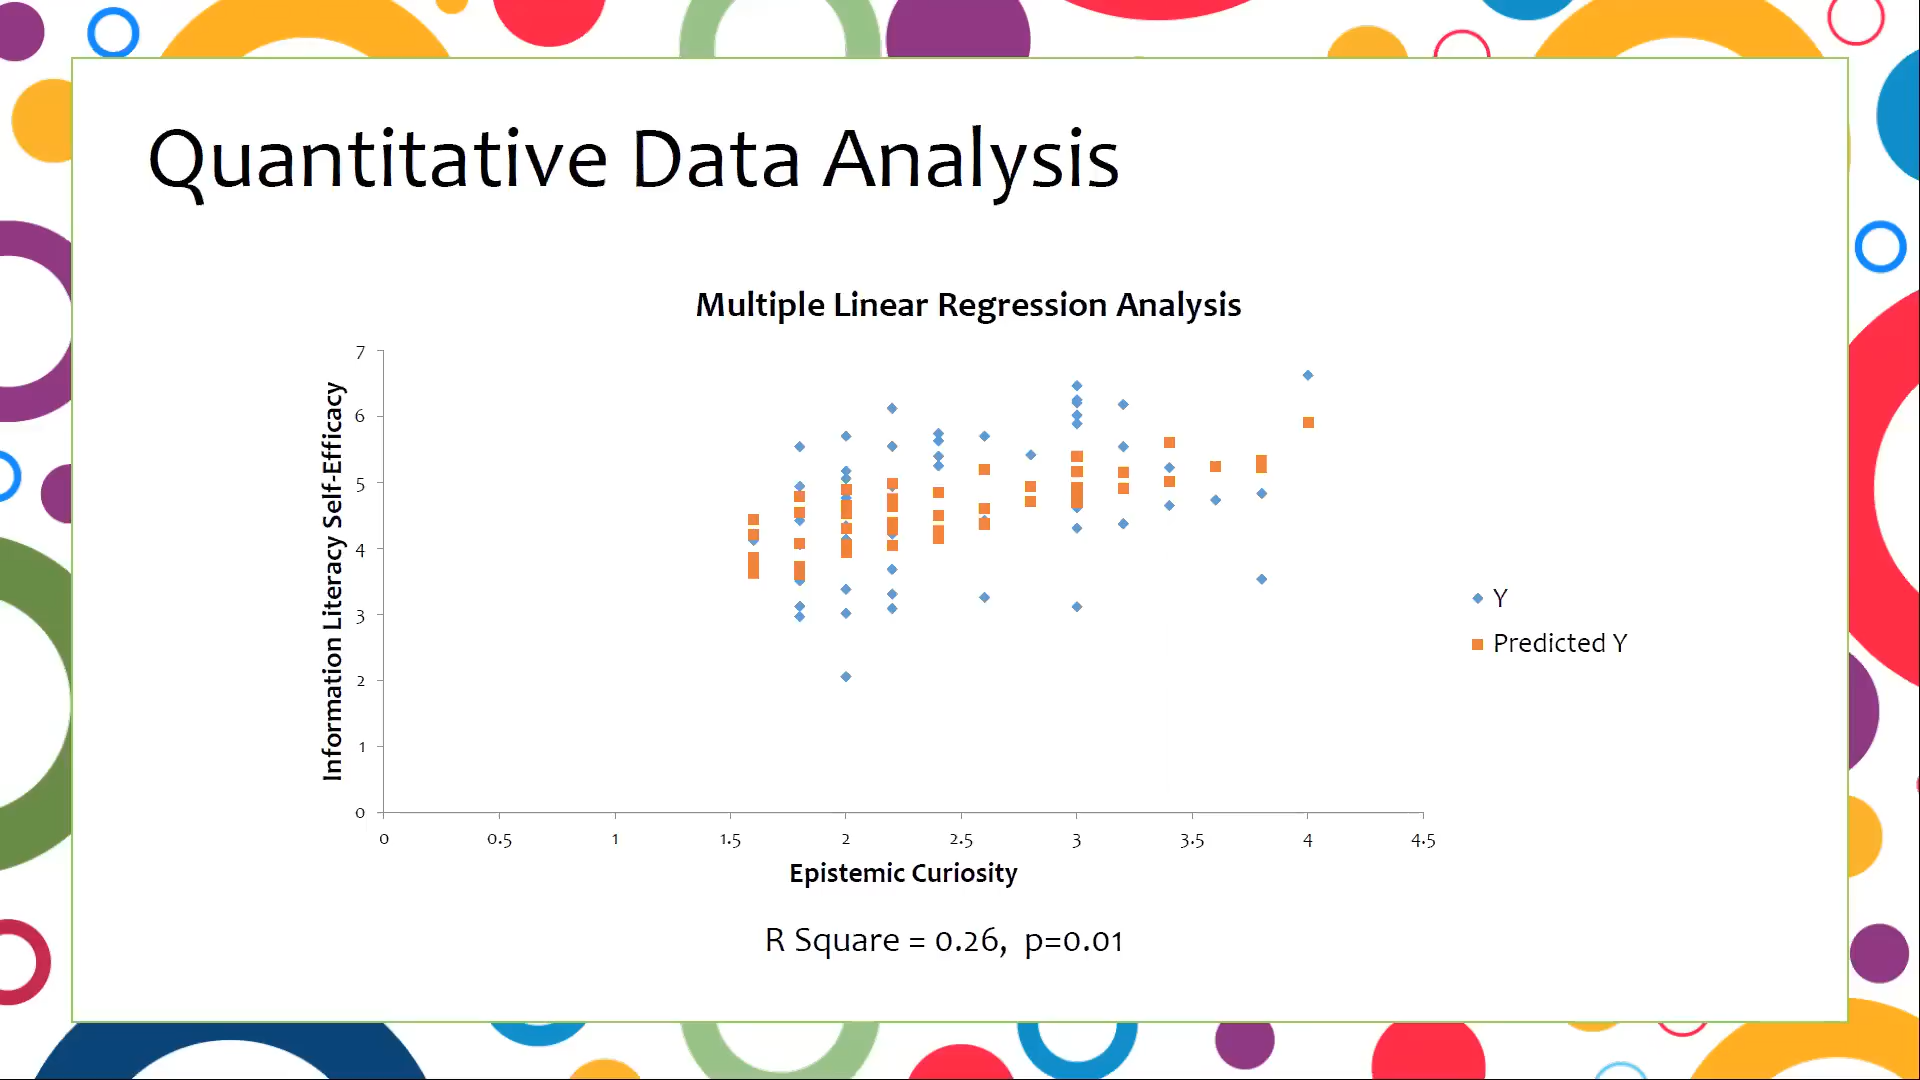 Quantitative Data Analysis
Multiple Linear Regression Analysis
Information Literacy Self-Efficacy
7
6
5
4
3
2
1
0
0 0.5 1 1.5 2 2.5 3 3.5 4 4.5
Epistemic Curiosity
Y
Predicted Y
R Square = 0.26, p=0.01